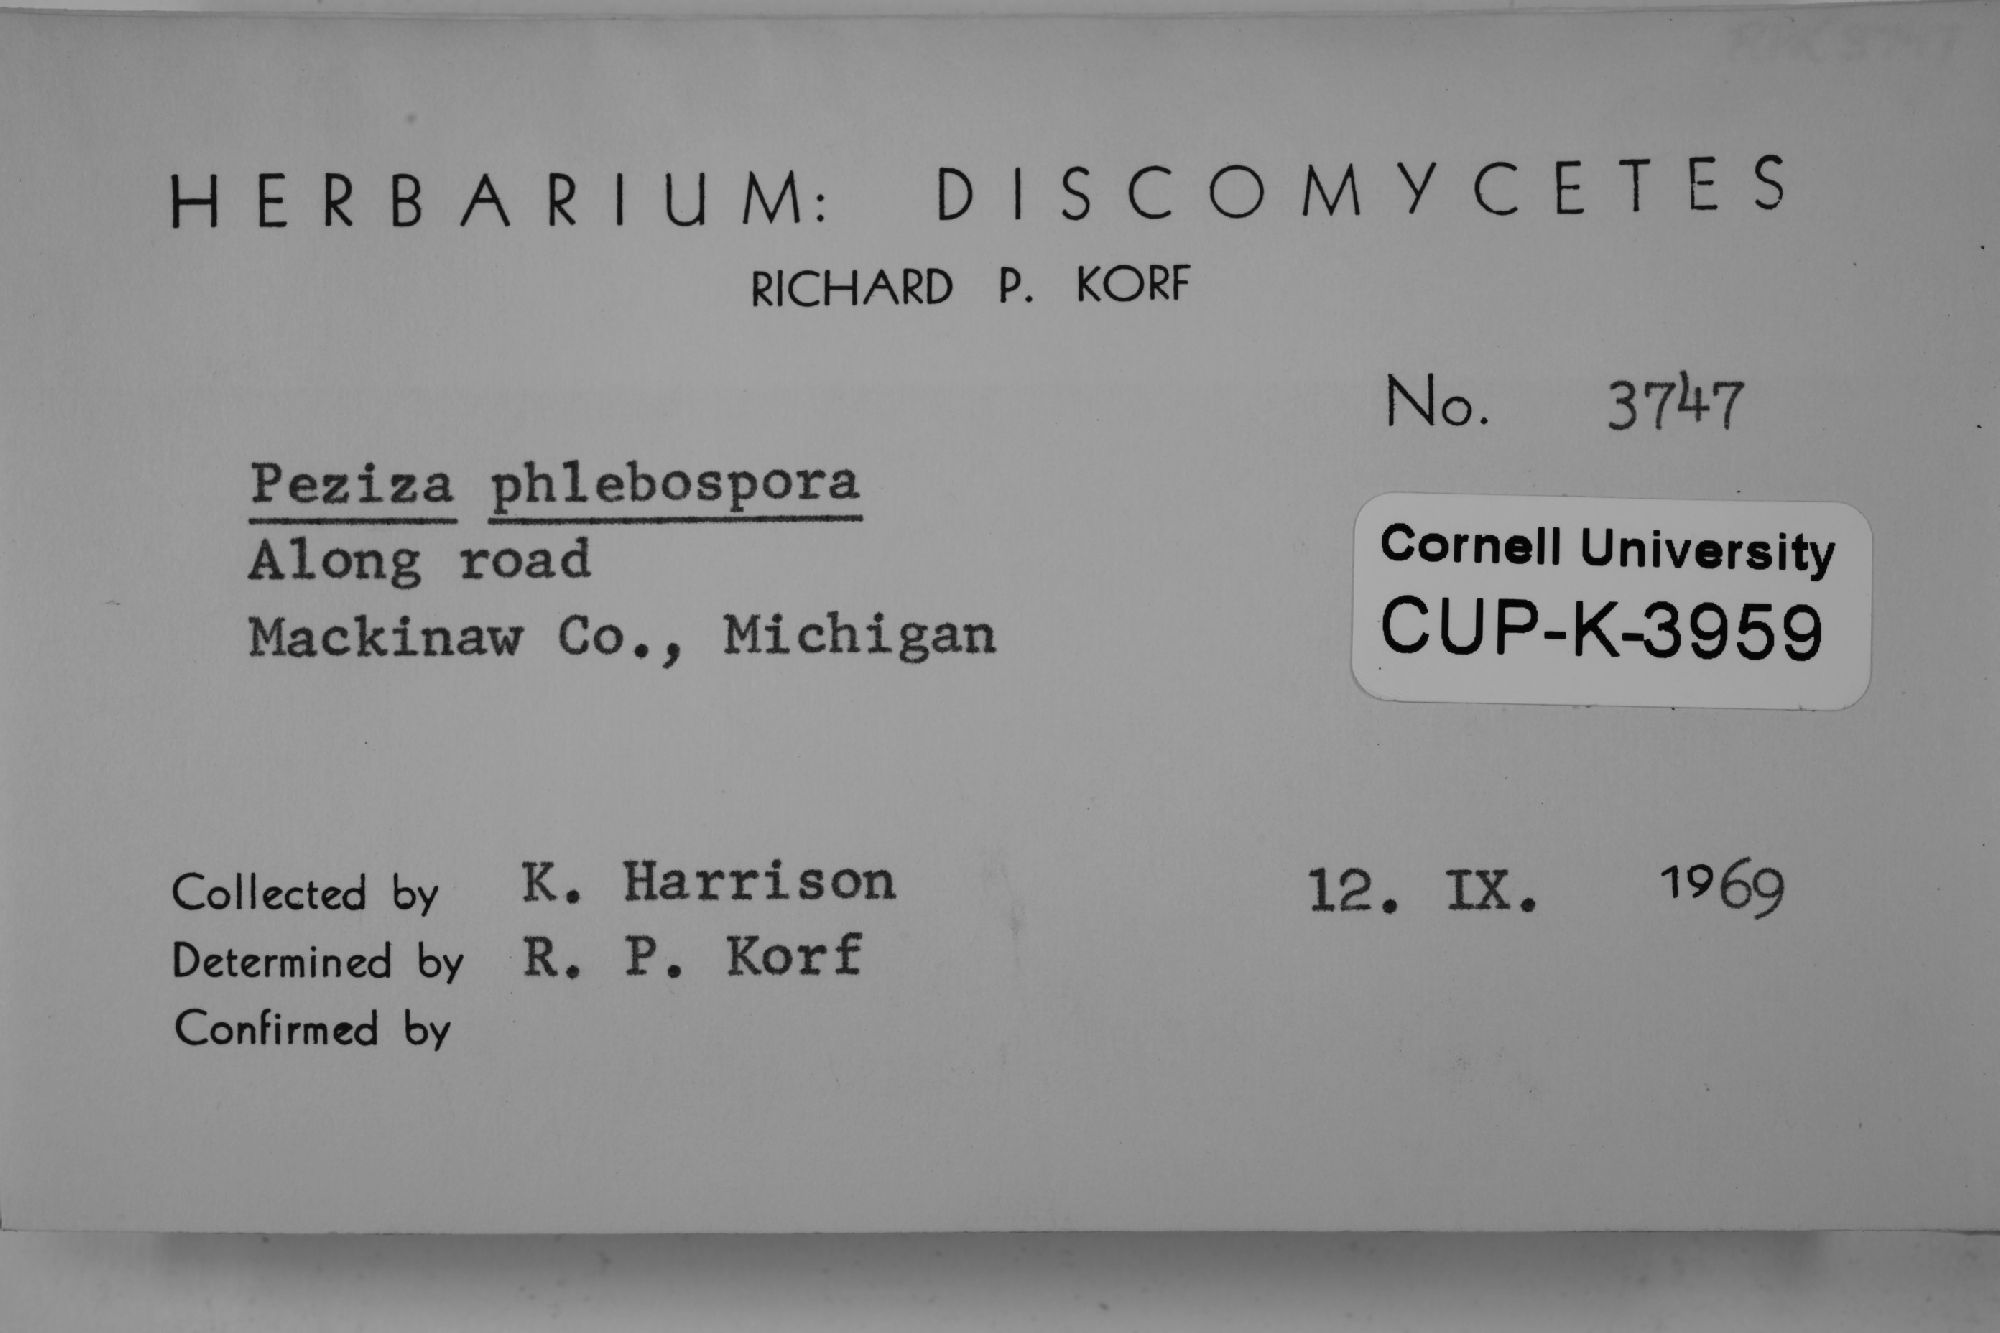 HERBARIUM: DISCOMYCETES
RICHARD P. KORF
No. 3747
Peziza phlebospora
Along road
Mackinaw Co., Michigan
Cornell University
CUP-K-3959
Collected by K. Harrison 12. IX. 1969
Determined by R. P. Korf
Confirmed by